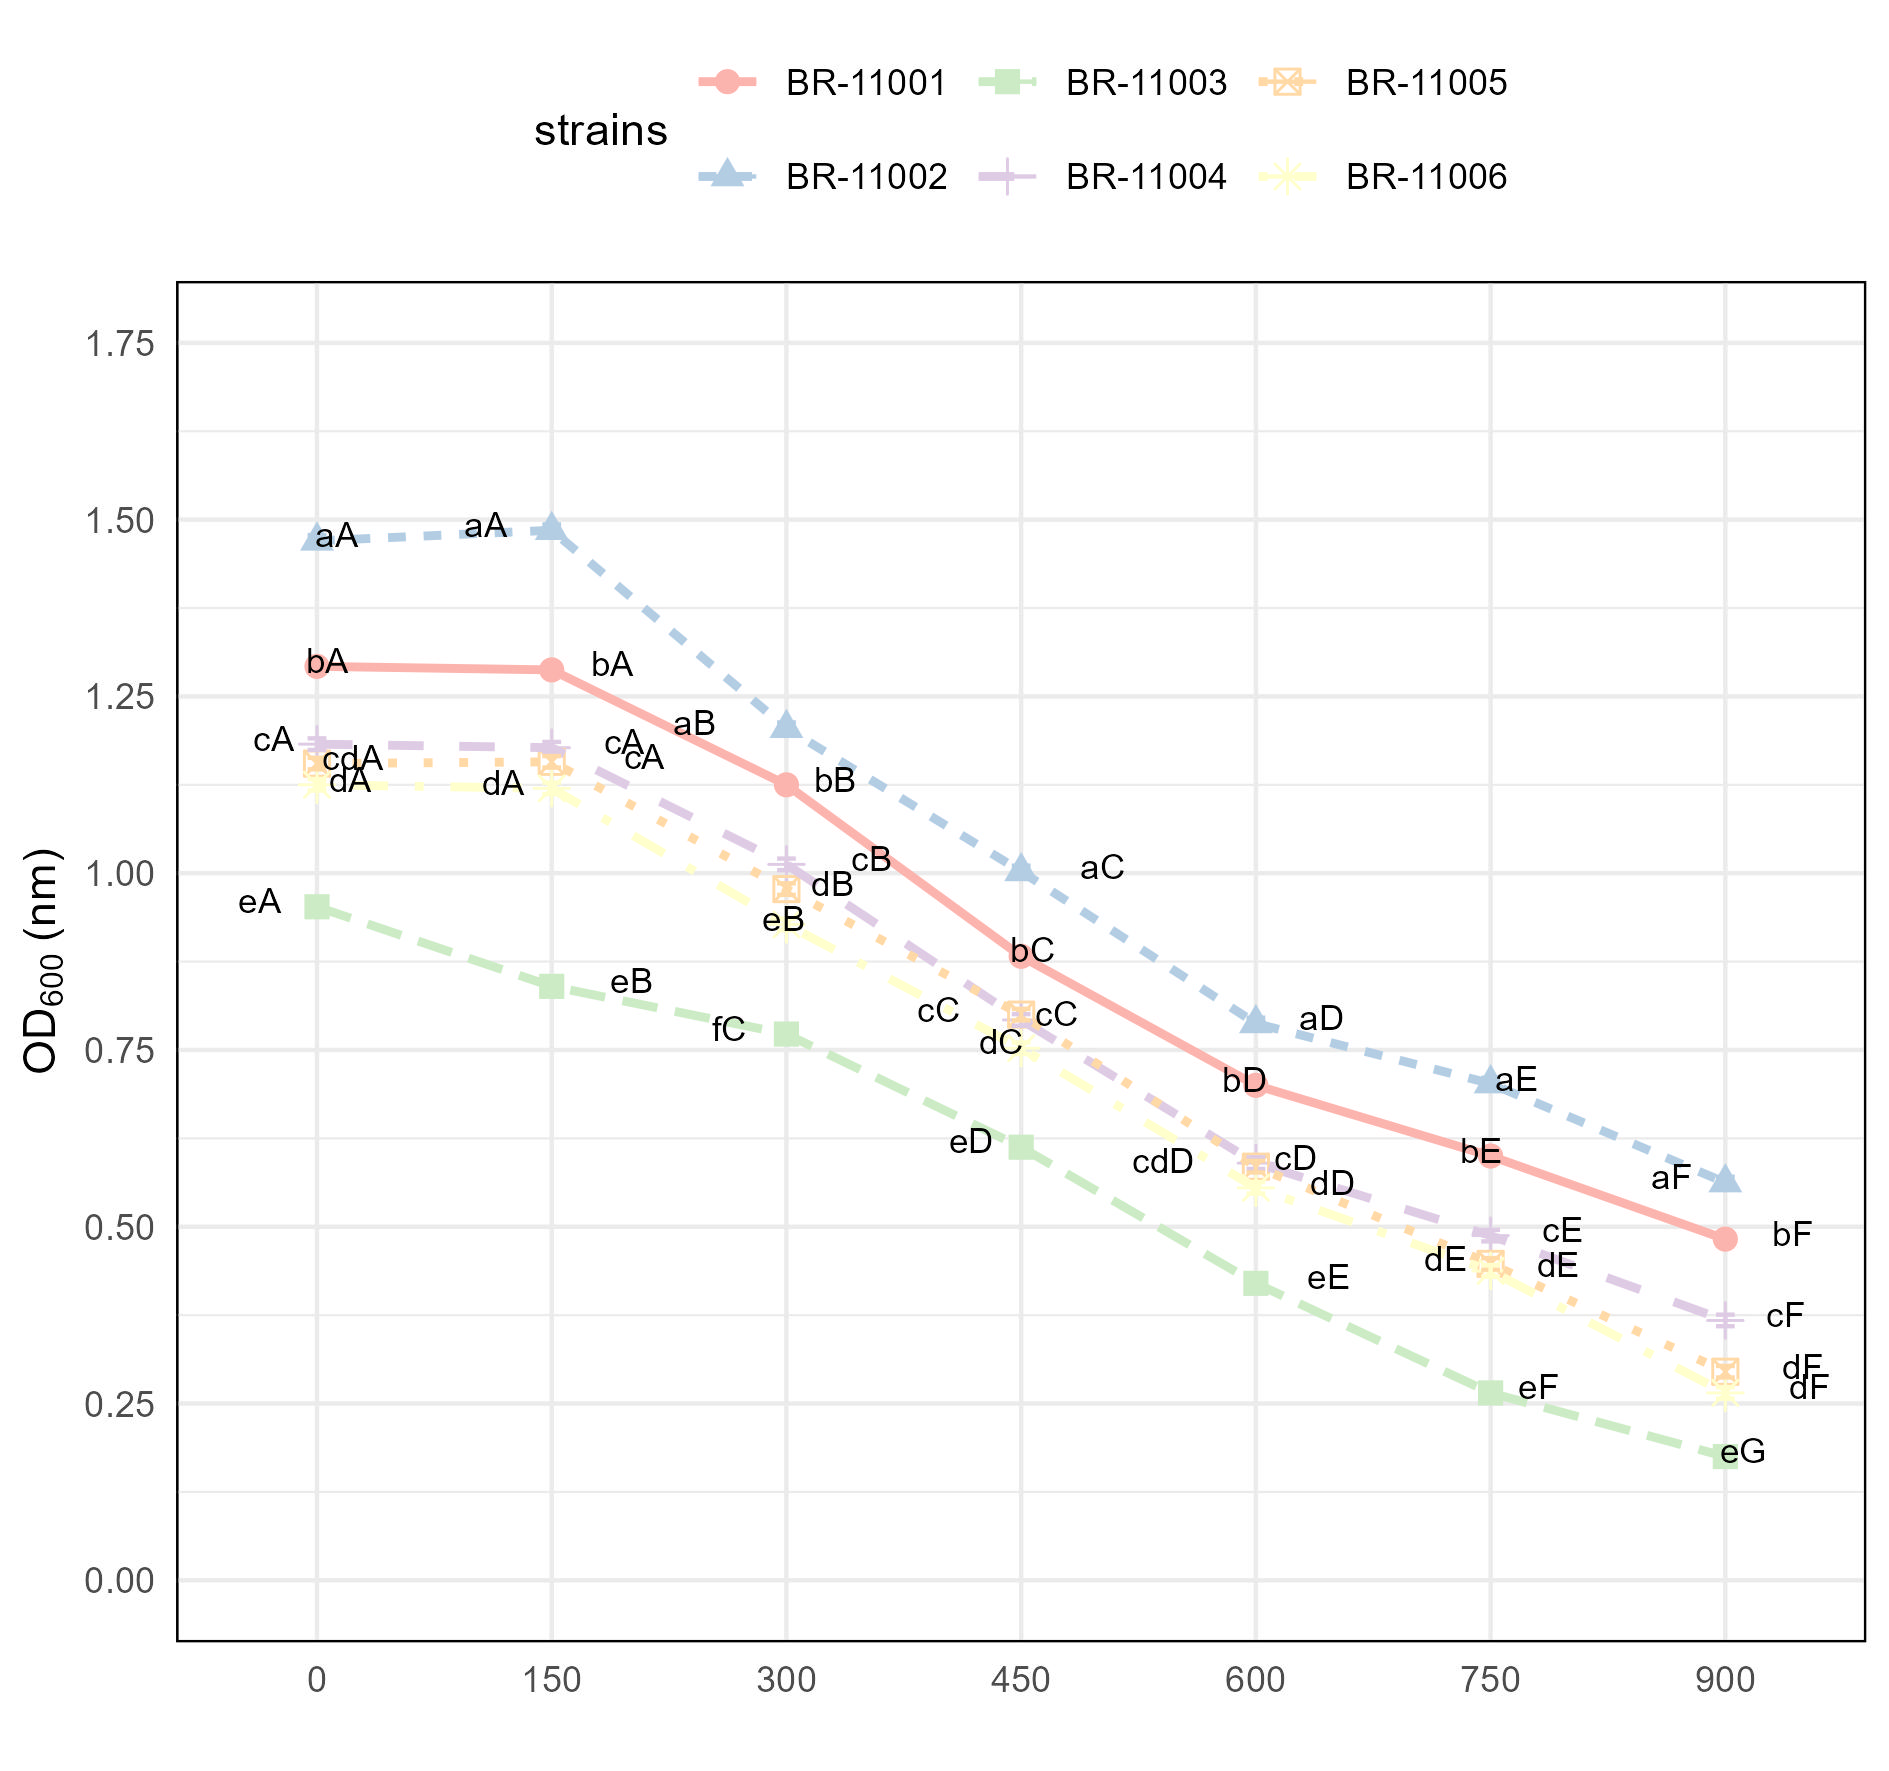 strains
BR-11001 BR-11003 BR-11005
BR-11002 BR-11004 BR-11006
1.75
1.50
1.25
1.00
0.75
0.50
0.25
0.00
OD600 (nm)
aA aA
bA bA
aB
cA cA
cdA cA
dA dA bB
cB
eA dB aC
eB
eB bC
fC cC cC aD
dC
bD aE
eD cdD cD bE
dD aF
cE bF
dE dE
eE
cF
dF
eF dF
eG
0 150 300 450 600 750 900